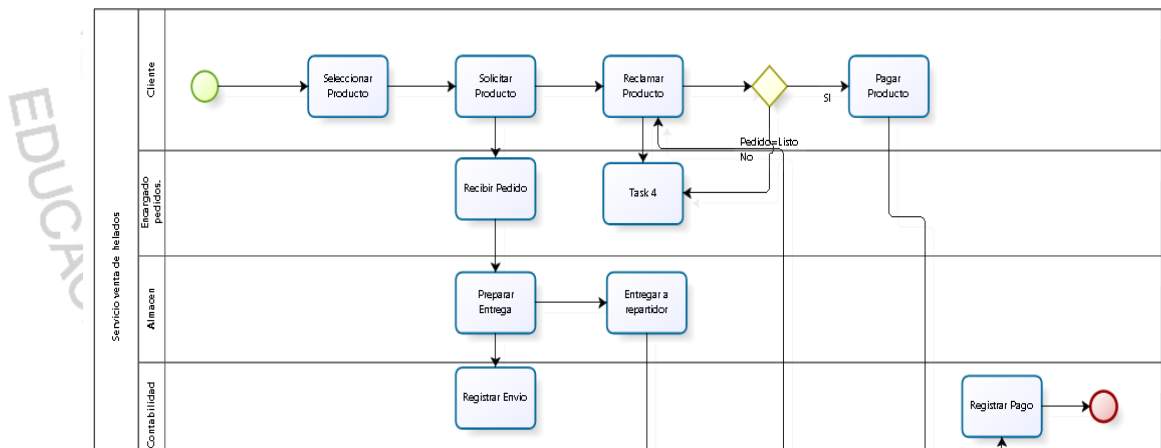 EDUCAC
Servicio venta de helados
Cliente
Seleccionar
Producto
Solicitar
Producto
Reclamar
Producto
SI
Pagar
Producto
Pedido=Listo
No
Encargado
pedidos.
Recibir Pedido
Task 4
Almacen
Preparar
Entrega
Entregar a
repartidor
Contabilidad
Registrar Envio
Registrar Pago